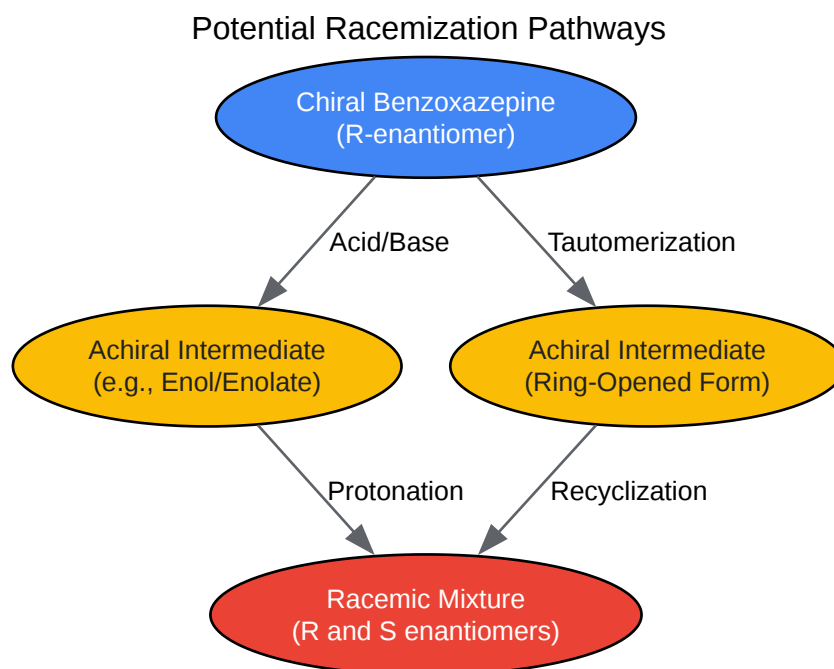 Potential Racemization Pathways
Chiral Benzoxazepine
(R-enantiomer)
Acid/Base
Tautomerization
Achiral Intermediate
(e.g., Enol/Enolate)
Achiral Intermediate
(Ring-Opened Form)
Protonation
Recyclization
Racemic Mixture
(R and S enantiomers)